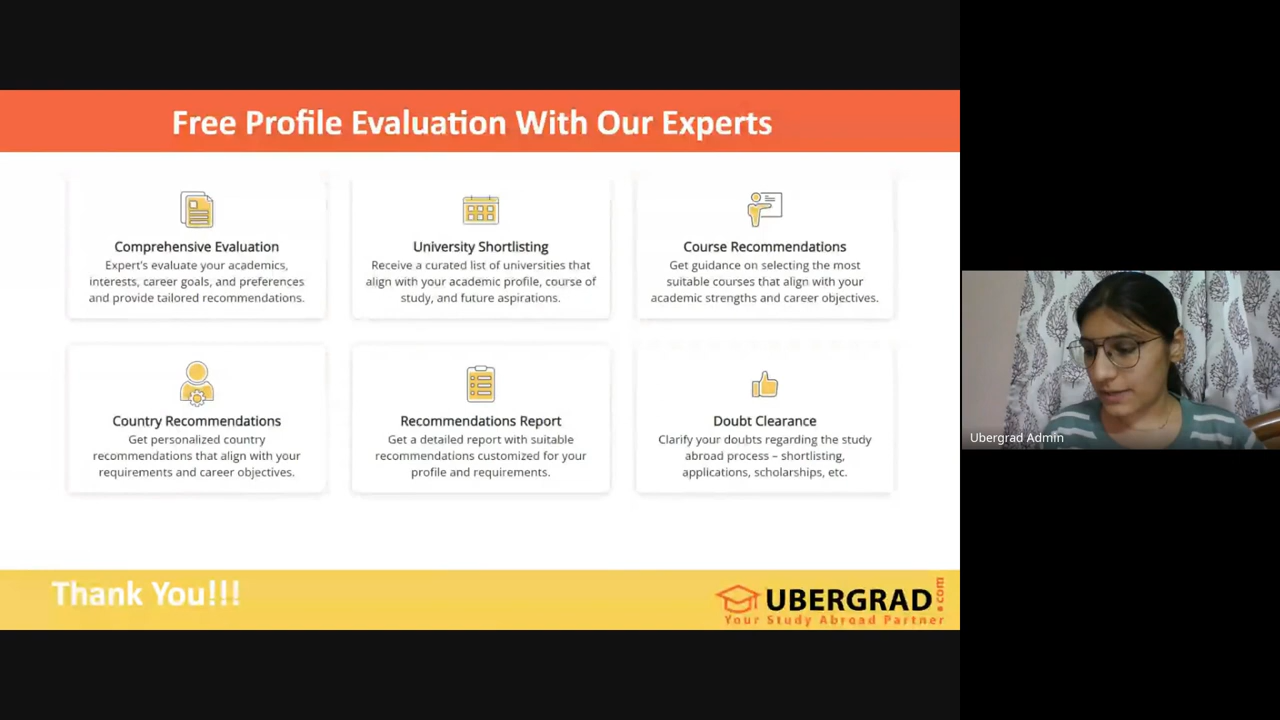 Free Profile Evaluation With Our Experts
Comprehensive Evaluation
Expert's evaluate your academics,
interests, career goals, and preferences
and provide tailored recommendations.
University Shortlisting
Receive a curated list of universities that
align with your academic profile, course of
study, and future aspirations.
Course Recommendations
Get guidance on selecting the most
suitable courses that align with your
academic strengths and career objectives.
Country Recommendations
Get personalized country
recommendations that align with your
requirements and career objectives.
Recommendations Report
Get a detailed report with suitable
recommendations customized for your
profile and requirements.
Doubt Clearance
Clarify your doubts regarding the study
abroad process – shortlisting,
applications, scholarships, etc.
Thank You!!!
UBERGRAD.com
Your Study Abroad Partner
Ubergrad Admin